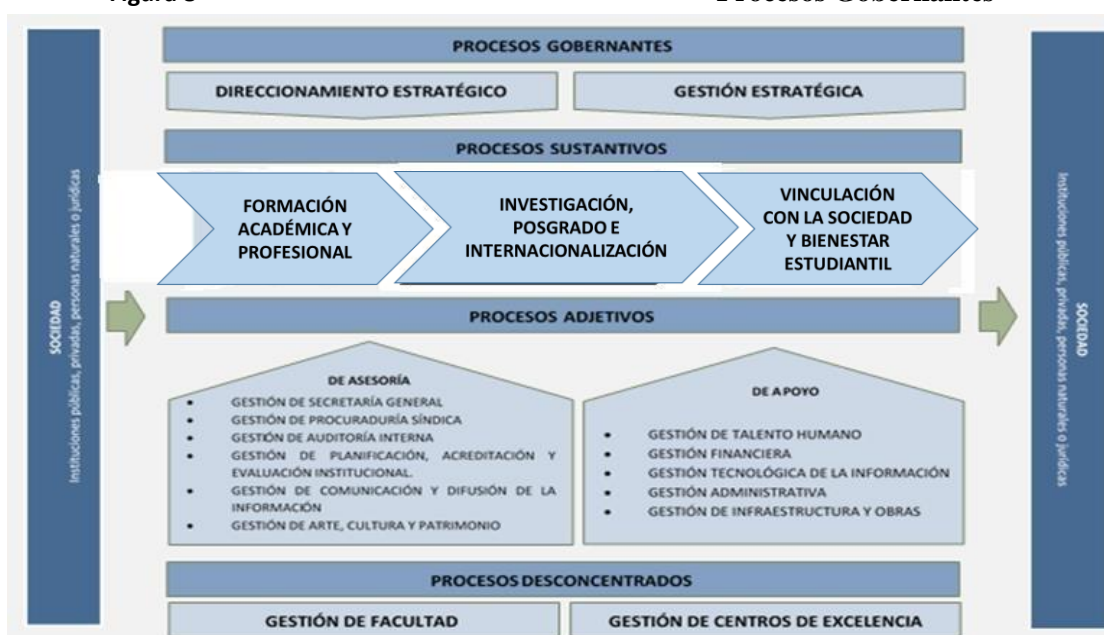 Figura 3
Procesos Gobernantes
SOCIEDAD
Instituciones públicas, privadas, personas naturales o jurídicas
PROCESOS GOBERNANTES
DIRECCIONAMIENTO ESTRATÉGICO
GESTIÓN ESTRATÉGICA
PROCESOS SUSTANTIVOS
FORMACIÓN
ACADÉMICA Y
PROFESIONAL
INVESTIGACIÓN,
POSGRADO E
INTERNACIONALIZACIÓN
VINCULACIÓN
CON LA SOCIEDAD
Y BIENESTAR
ESTUDIANTIL
PROCESOS ADJETIVOS
DE ASESORÍA
• GESTIÓN DE SECRETARÍA GENERAL
• GESTIÓN DE PROCURADURÍA SÍNDICA
• GESTIÓN DE AUDITORÍA INTERNA
• GESTIÓN DE PLANIFICACIÓN, ACREDITACIÓN Y
EVALUACIÓN INSTITUCIONAL.
• GESTIÓN DE COMUNICACIÓN Y DIFUSIÓN DE LA
INFORMACIÓN
• GESTIÓN DE ARTE, CULTURA Y PATRIMONIO
DE APOYO
• GESTIÓN DE TALENTO HUMANO
• GESTIÓN FINANCIERA
• GESTIÓN TECNOLÓGICA DE LA INFORMACIÓN
• GESTIÓN ADMINISTRATIVA
• GESTIÓN DE INFRAESTRUCTURA Y OBRAS
PROCESOS DESCONCENTRADOS
GESTIÓN DE FACULTAD
GESTIÓN DE CENTROS DE EXCELENCIA
SOCIEDAD
Instituciones públicas, privadas, personas naturales o jurídicas